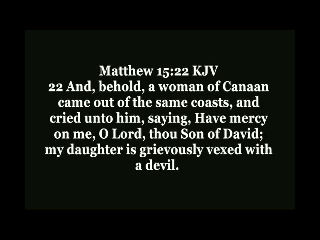 Matthew 15:22 KJV
22 And, behold, a woman of Canaan
came out of the same coasts, and
cried unto him, saying, Have mercy
on me, O Lord, thou Son of David;
my daughter is grievously vexed with
a devil.